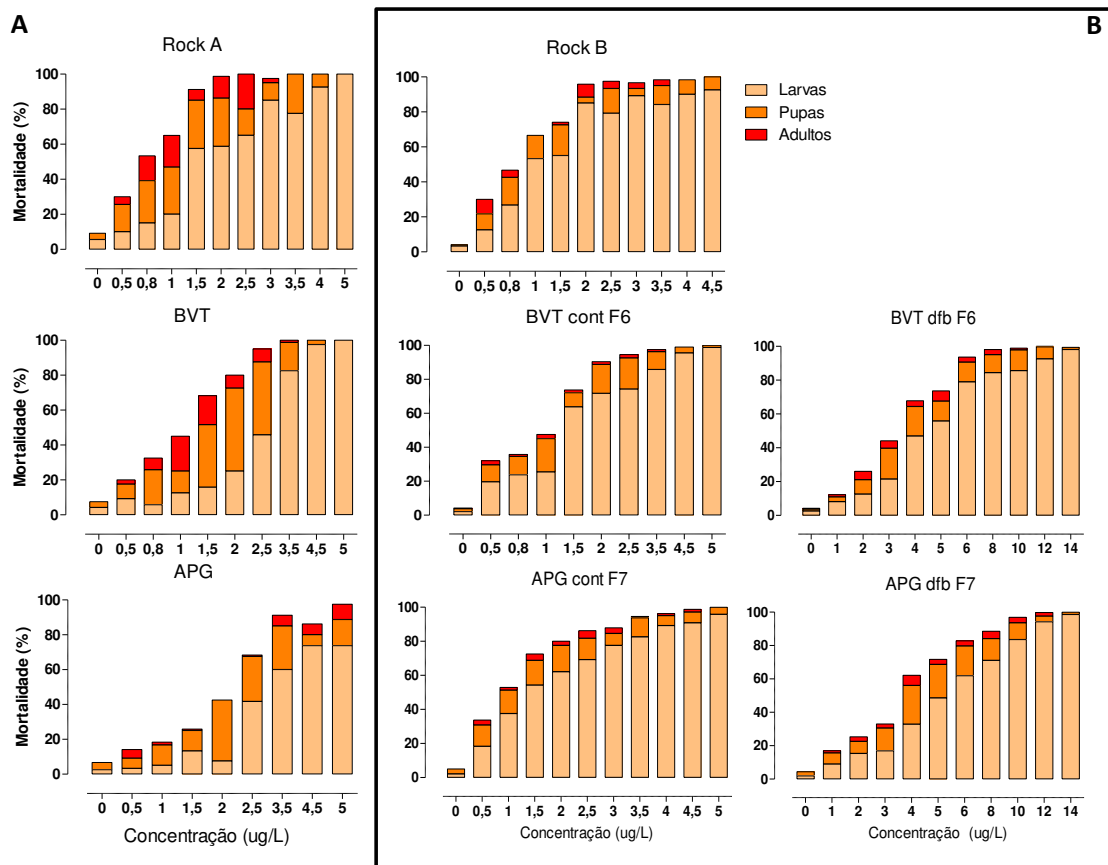 A
B
Rock A
Mortalidade (%)
100
80
60
40
20
0
0 0,5 0,8 1 1,5 2 2,5 3 3,5 4 5
Rock B
100
80
60
40
20
0
0 0,5 0,8 1 1,5 2 2,5 3 3,5 4 4,5
Larvas
Pupas
Adultos
BVT
Mortalidade (%)
100
80
60
40
20
0
0 0,5 0,8 1 1,5 2 2,5 3,5 4,5 5
BVT cont F6
100
80
60
40
20
0
0 0,5 0,8 1 1,5 2 2,5 3,5 4,5 5
BVT dfb F6
100
80
60
40
20
0
0 1 2 3 4 5 6 8 10 12 14
APG
Mortalidade (%)
100
80
60
40
20
0
0 0,5 1 1,5 2 2,5 3,5 4,5 5
Concentração (ug/L)
APG cont F7
100
80
60
40
20
0
0 0,5 1 1,5 2 2,5 3 3,5 4 4,5 5
Concentração (ug/L)
APG dfb F7
100
80
60
40
20
0
0 1 2 3 4 5 6 8 10 12 14
Concentração (ug/L)